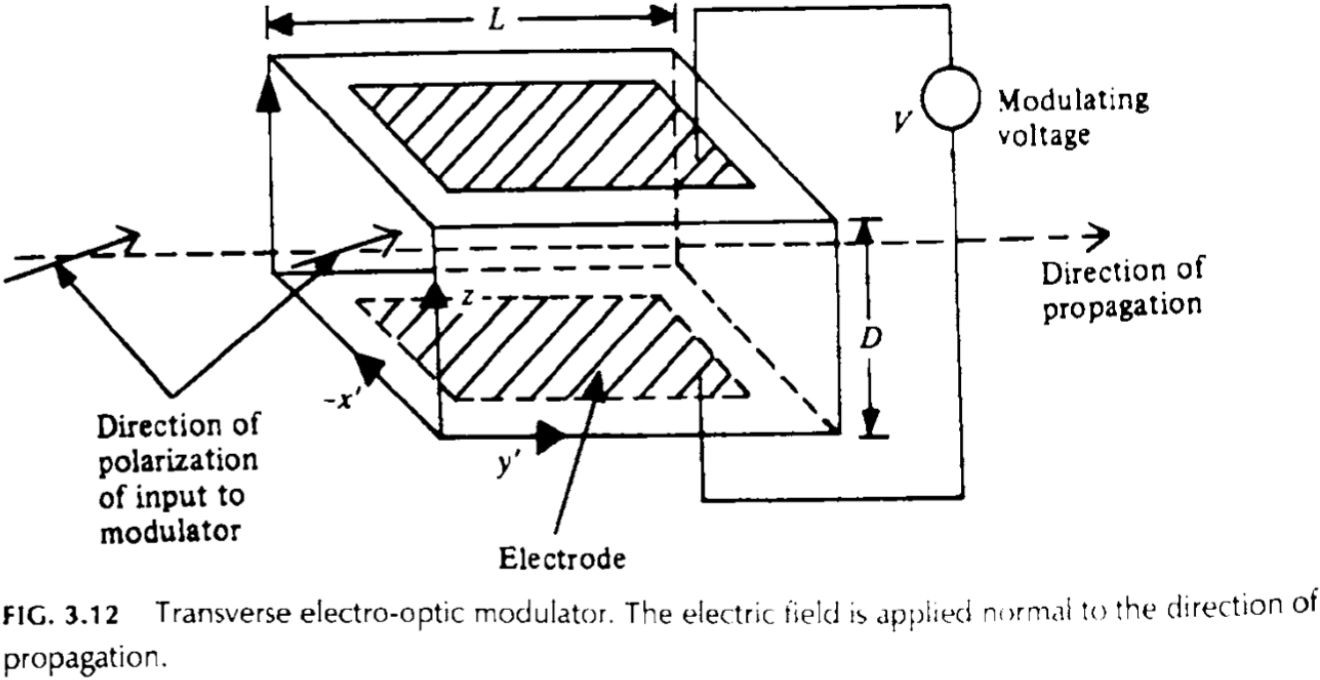 L
V
Modulating
voltage
Direction of
propagation
z
D
-x'
Direction of
polarization
of input to
modulator
y'
Electrode
FIG. 3.12 Transverse electro-optic modulator. The electric field is applied normal to the direction of
propagation.